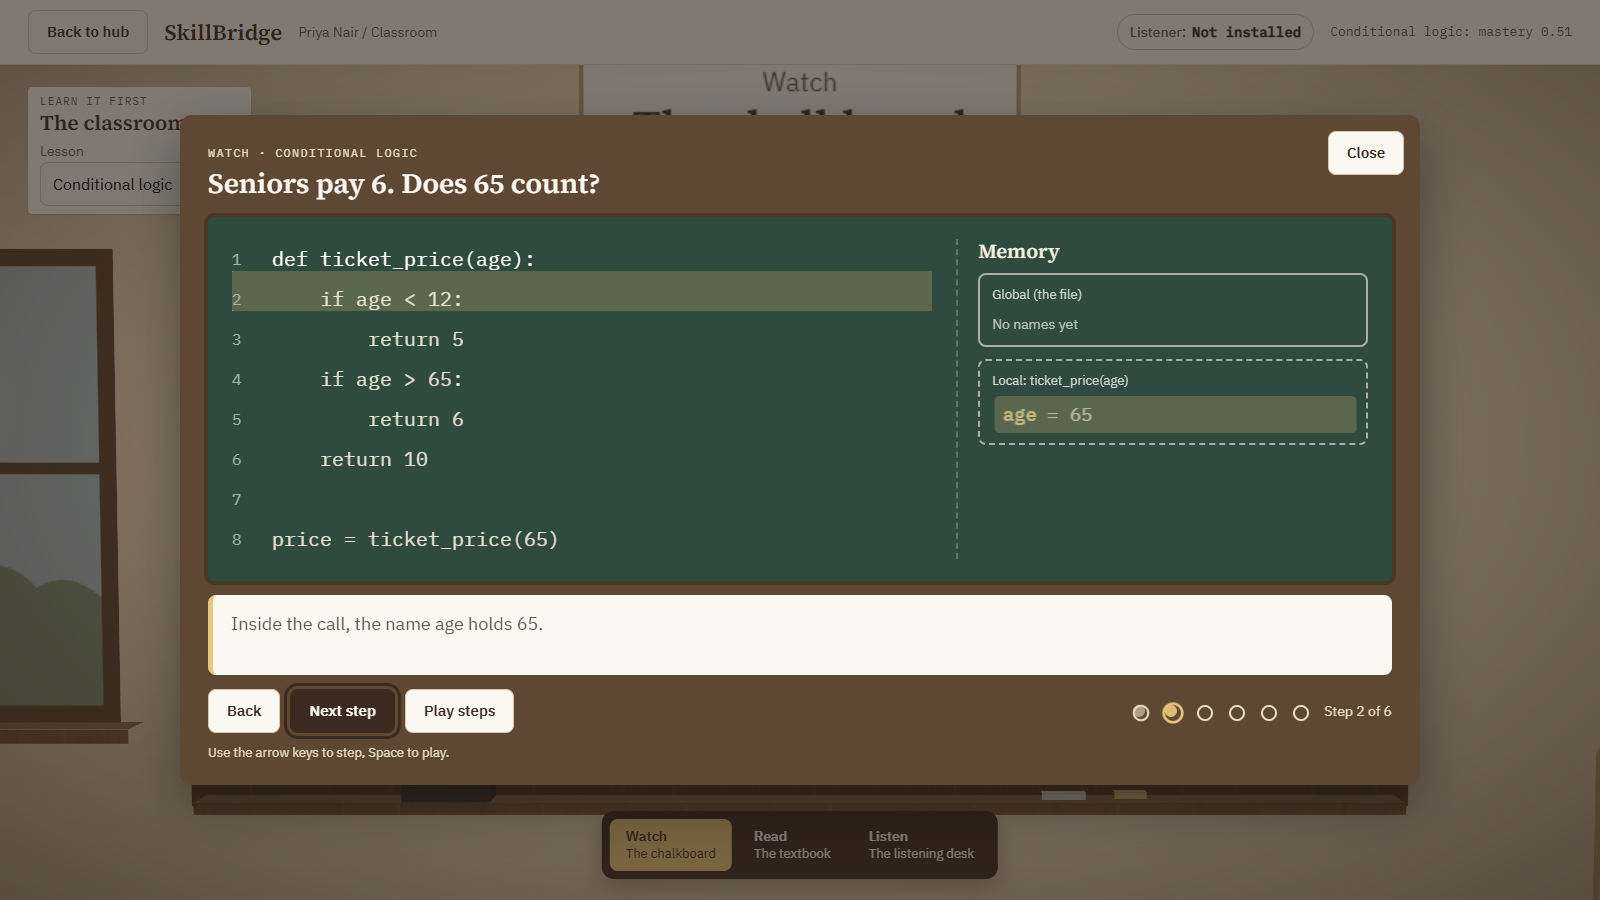 Back to hub
SkillBridge
Priya Nair / Classroom
Listener: Not installed
Conditional logic: mastery 0.51
Watch
LEARN IT FIRST
The classroom
Lesson
Conditional logic
WATCH · CONDITIONAL LOGIC
Seniors pay 6. Does 65 count?
Close
1 def ticket_price(age):
2 if age < 12:
3 return 5
4 if age > 65:
5 return 6
6 return 10
7
8 price = ticket_price(65)
Memory
Global (the file)
No names yet
Local: ticket_price(age)
age = 65
Inside the call, the name age holds 65.
Back
Next step
Play steps
Step 2 of 6
Use the arrow keys to step, Space to play.
Watch
The chalkboard
Read
The textbook
Listen
The listening desk